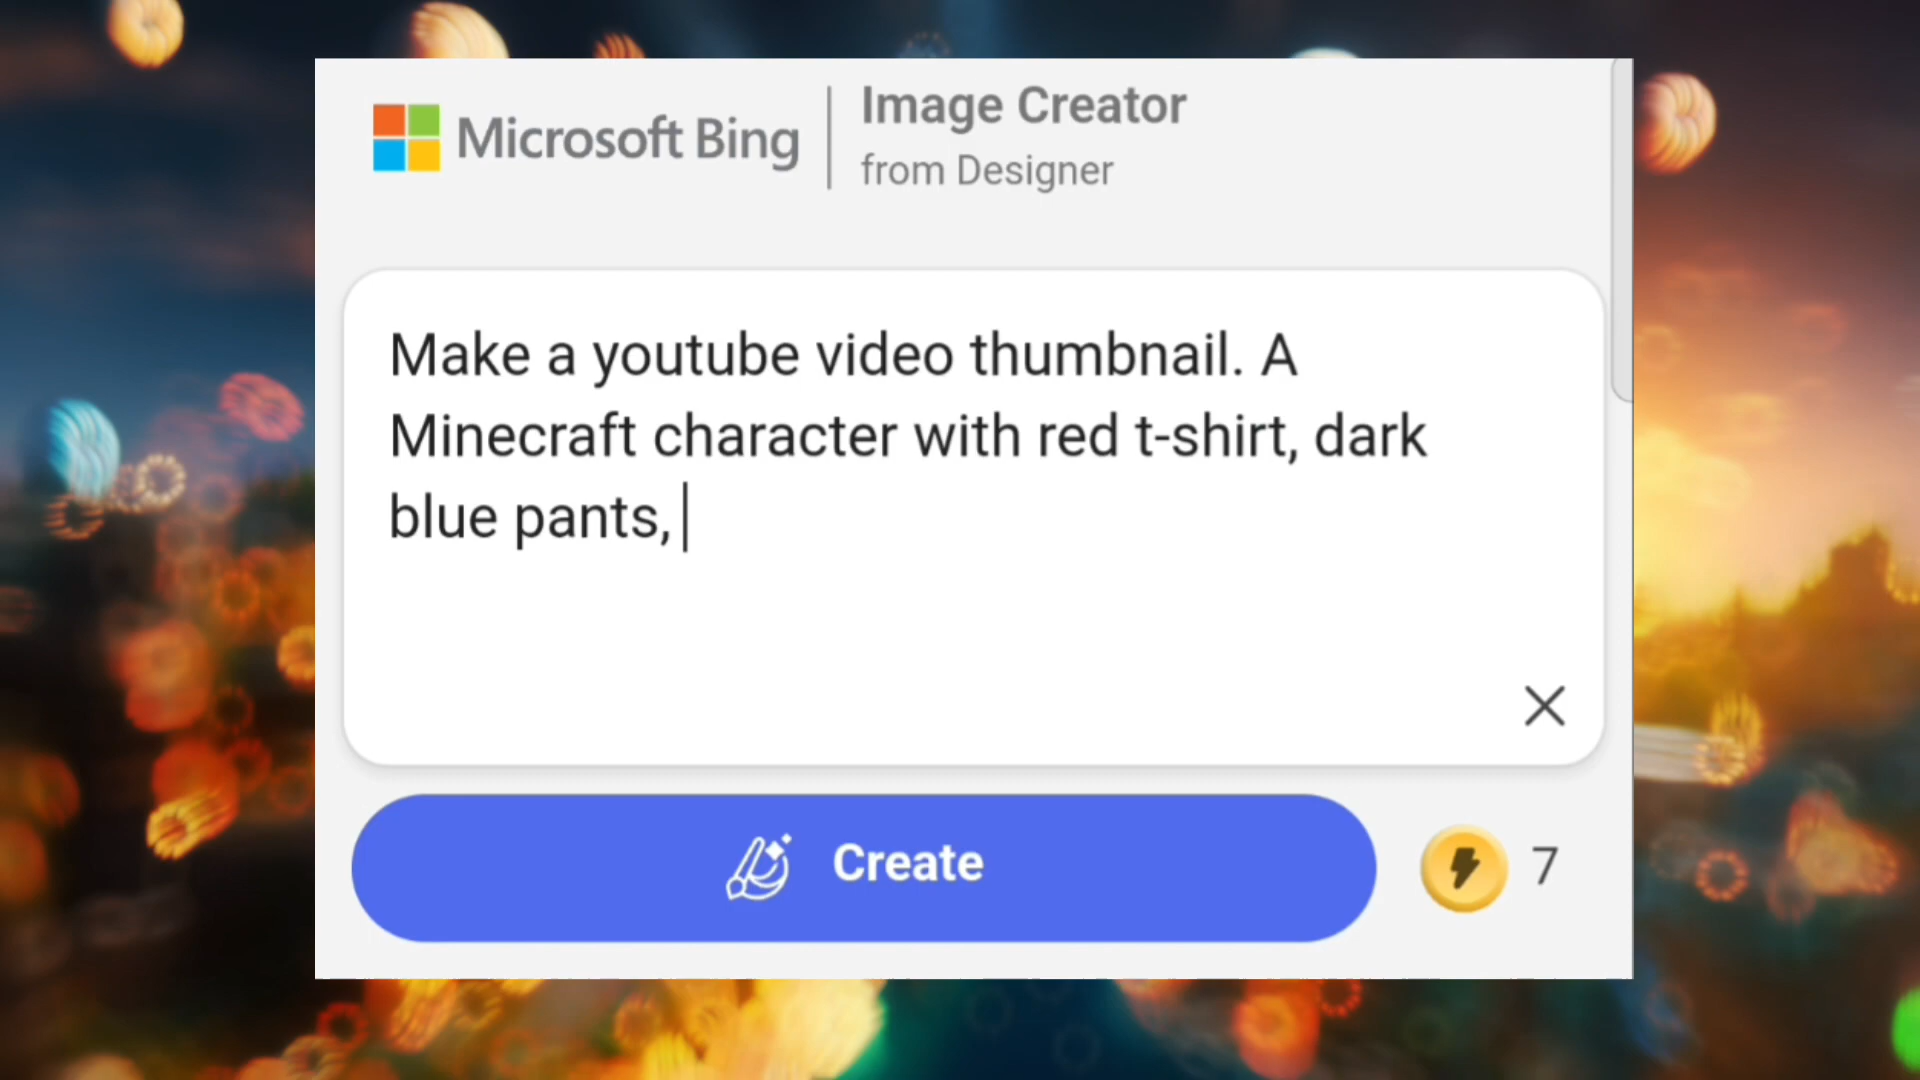 Microsoft Bing
Image Creator
from Designer
Make a youtube video thumbnail. A
Minecraft character with red t-shirt, dark
blue pants,
Create
7